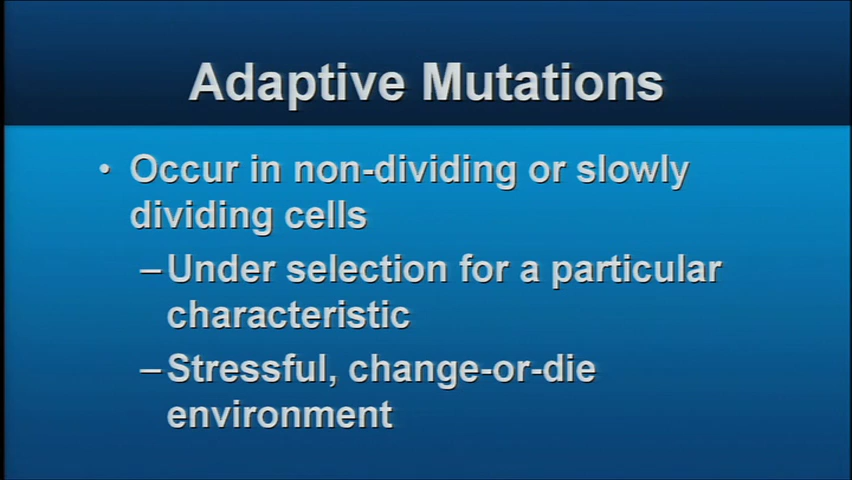 Adaptive Mutations
• Occur in non-dividing or slowly
dividing cells
–Under selection for a particular
characteristic
–Stressful, change-or-die
environment